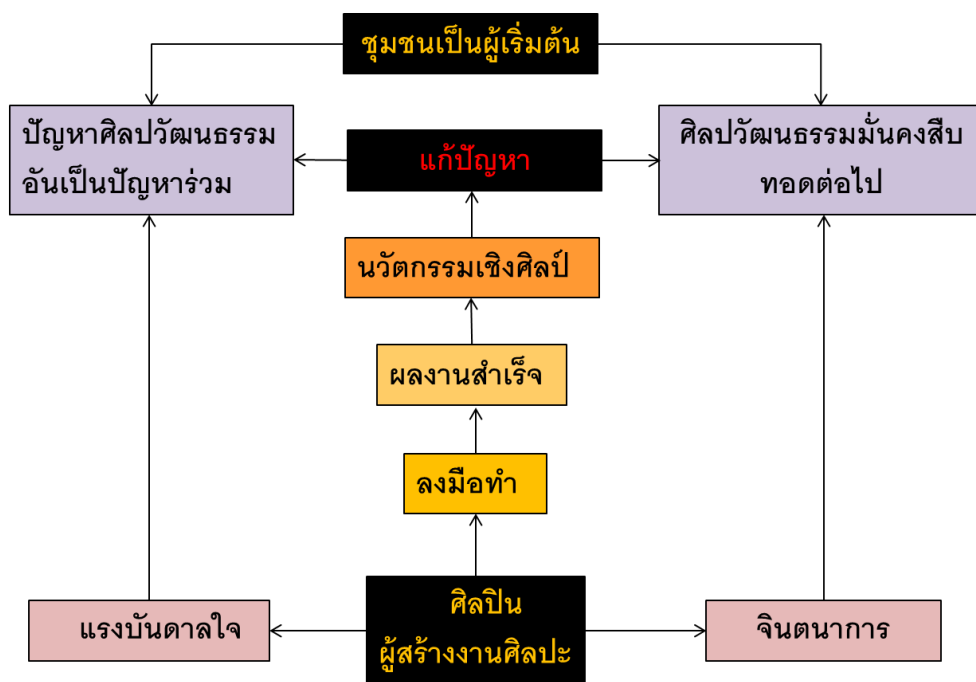 ชุมชนเป็นผู้เริ่มต้น
ปัญหาศิลปวัฒนธรรม
อันเป็นปัญหาร่วม
แก้ปัญหา
ศิลปวัฒนธรรมมั่นคงสืบ
ทอดต่อไป
นวัตกรรมเชิงศิลป์
ผลงานสำเร็จ
ลงมือทำ
แรงบันดาลใจ
ศิลปิน
ผู้สร้างงานศิลปะ
จินตนาการ